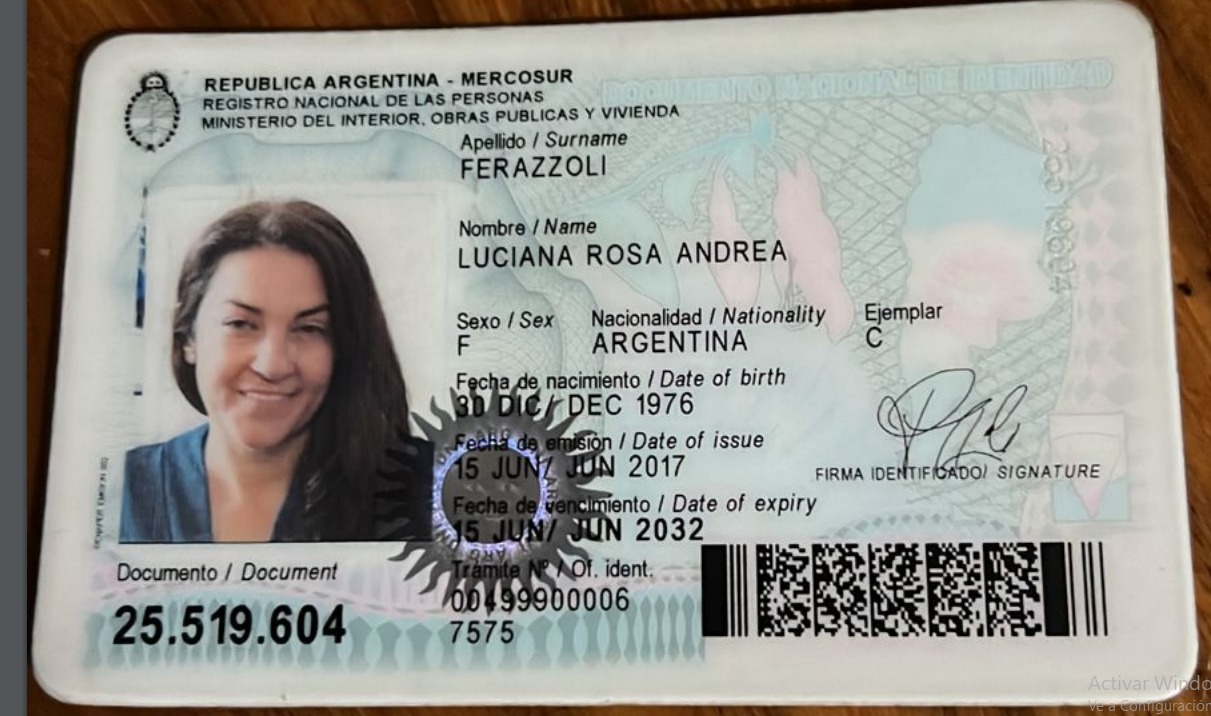 REPUBLICA ARGENTINA - MERCOSUR
REGISTRO NACIONAL DE LAS PERSONAS
MINISTERIO DEL INTERIOR, OBRAS PUBLICAS Y VIVIENDA
DOCUMENTO NACIONAL DE IDENTIDAD
Apellido / Surname
FERAZZOLI
Nombre / Name
LUCIANA ROSA ANDREA
Sexo / Sex Nacionalidad / Nationality Ejemplar
F ARGENTINA C
Fecha de nacimiento / Date of birth
30 DIC/ DEC 1976
Fecha de emisión / Date of issue
15 JUN/ JUN 2017
FIRMA IDENTIFICADO/ SIGNATURE
Fecha de vencimiento / Date of expiry
15 JUN/ JUN 2032
Documento / Document
25.519.604
Tramite Nº / Of. ident.
00499900006
7575
Activar Windo
Ve a Configuración